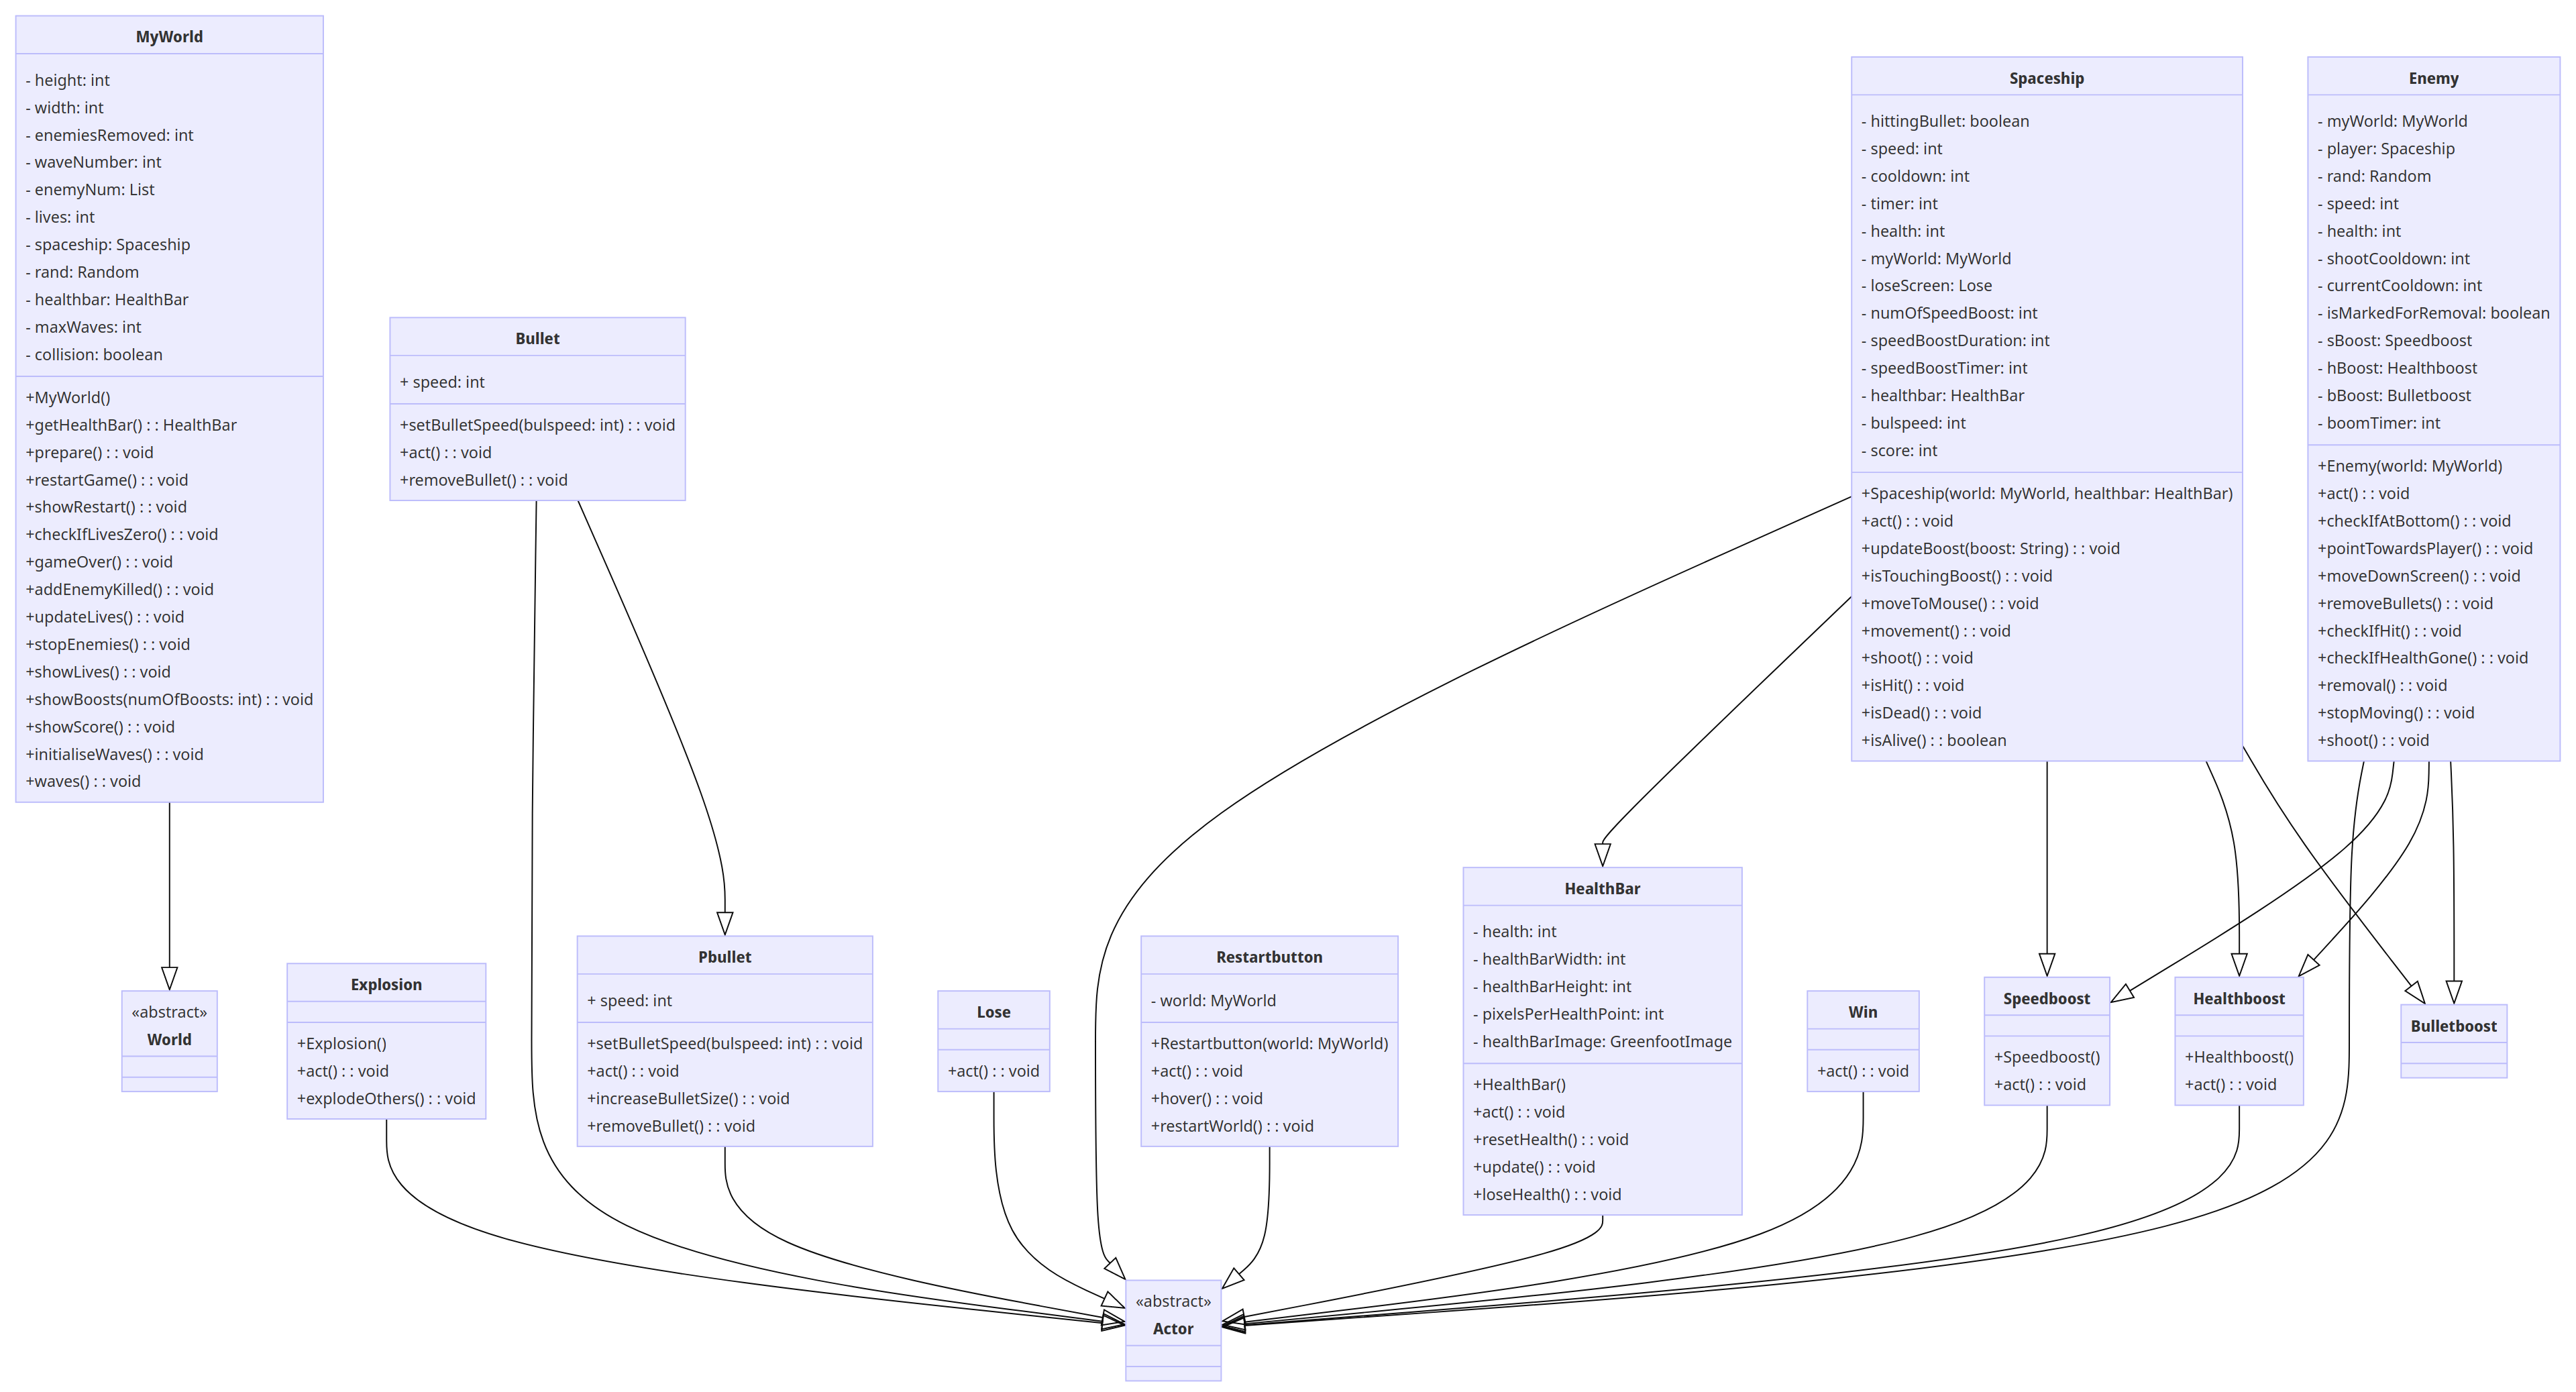 MyWorld
- height: int
- width: int
- enemiesRemoved: int
- waveNumber: int
- enemyNum: List
- lives: int
- spaceship: Spaceship
- rand: Random
- healthbar: HealthBar
- maxWaves: int
- collision: boolean
+MyWorld()
+getHealthBar() : : HealthBar
+prepare() : : void
+restartGame() : : void
+showRestart() : : void
+checkIfLivesZero() : : void
+gameOver() : : void
+addEnemyKilled() : : void
+updateLives() : : void
+stopEnemies() : : void
+showLives() : : void
+showBoosts(numOfBoosts: int) : : void
+showScore() : : void
+initialiseWaves() : : void
+waves() : : void
Bullet
+ speed: int
+setBulletSpeed(bulspeed: int) : : void
+act() : : void
+removeBullet() : : void
Spaceship
- hittingBullet: boolean
- speed: int
- cooldown: int
- timer: int
- health: int
- myWorld: MyWorld
- loseScreen: Lose
- numOfSpeedBoost: int
- speedBoostDuration: int
- speedBoostTimer: int
- healthbar: HealthBar
- bulspeed: int
- score: int
+Spaceship(world: MyWorld, healthbar: HealthBar)
+act() : : void
+updateBoost(boost: String) : : void
+isTouchingBoost() : : void
+moveToMouse() : : void
+movement() : : void
+shoot() : : void
+isHit() : : void
+isDead() : : void
+isAlive() : : boolean
Enemy
- myWorld: MyWorld
- player: Spaceship
- rand: Random
- speed: int
- health: int
- shootCooldown: int
- currentCooldown: int
- isMarkedForRemoval: boolean
- sBoost: Speedboost
- hBoost: Healthboost
- bBoost: Bulletboost
- boomTimer: int
+Enemy(world: MyWorld)
+act() : : void
+checkIfAtBottom() : : void
+pointTowardsPlayer() : : void
+moveDownScreen() : : void
+removeBullets() : : void
+checkIfHit() : : void
+checkIfHealthGone() : : void
+removal() : : void
+stopMoving() : : void
+shoot() : : void
«abstract»
World
Explosion
+Explosion()
+act() : : void
+explodeOthers() : : void
Pbullet
+ speed: int
+setBulletSpeed(bulspeed: int) : : void
+act() : : void
+increaseBulletSize() : : void
+removeBullet() : : void
Lose
+act() : : void
Restartbutton
- world: MyWorld
+Restartbutton(world: MyWorld)
+act() : : void
+hover() : : void
+restartWorld() : : void
HealthBar
- health: int
- healthBarWidth: int
- healthBarHeight: int
- pixelsPerHealthPoint: int
- healthBarImage: GreenfootImage
+HealthBar()
+act() : : void
+resetHealth() : : void
+update() : : void
+loseHealth() : : void
Win
+act() : : void
Speedboost
+Speedboost()
+act() : : void
Healthboost
+Healthboost()
+act() : : void
Bulletboost
«abstract»
Actor